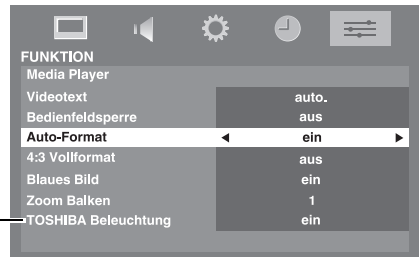 FUNKTION
Media Player
Videotext auto.
Bedienfeldsperre aus
Auto-Format ein
4:3 Vollformat aus
Blaues Bild ein
Zoom Balken 1
TOSHIBA Beleuchtung ein